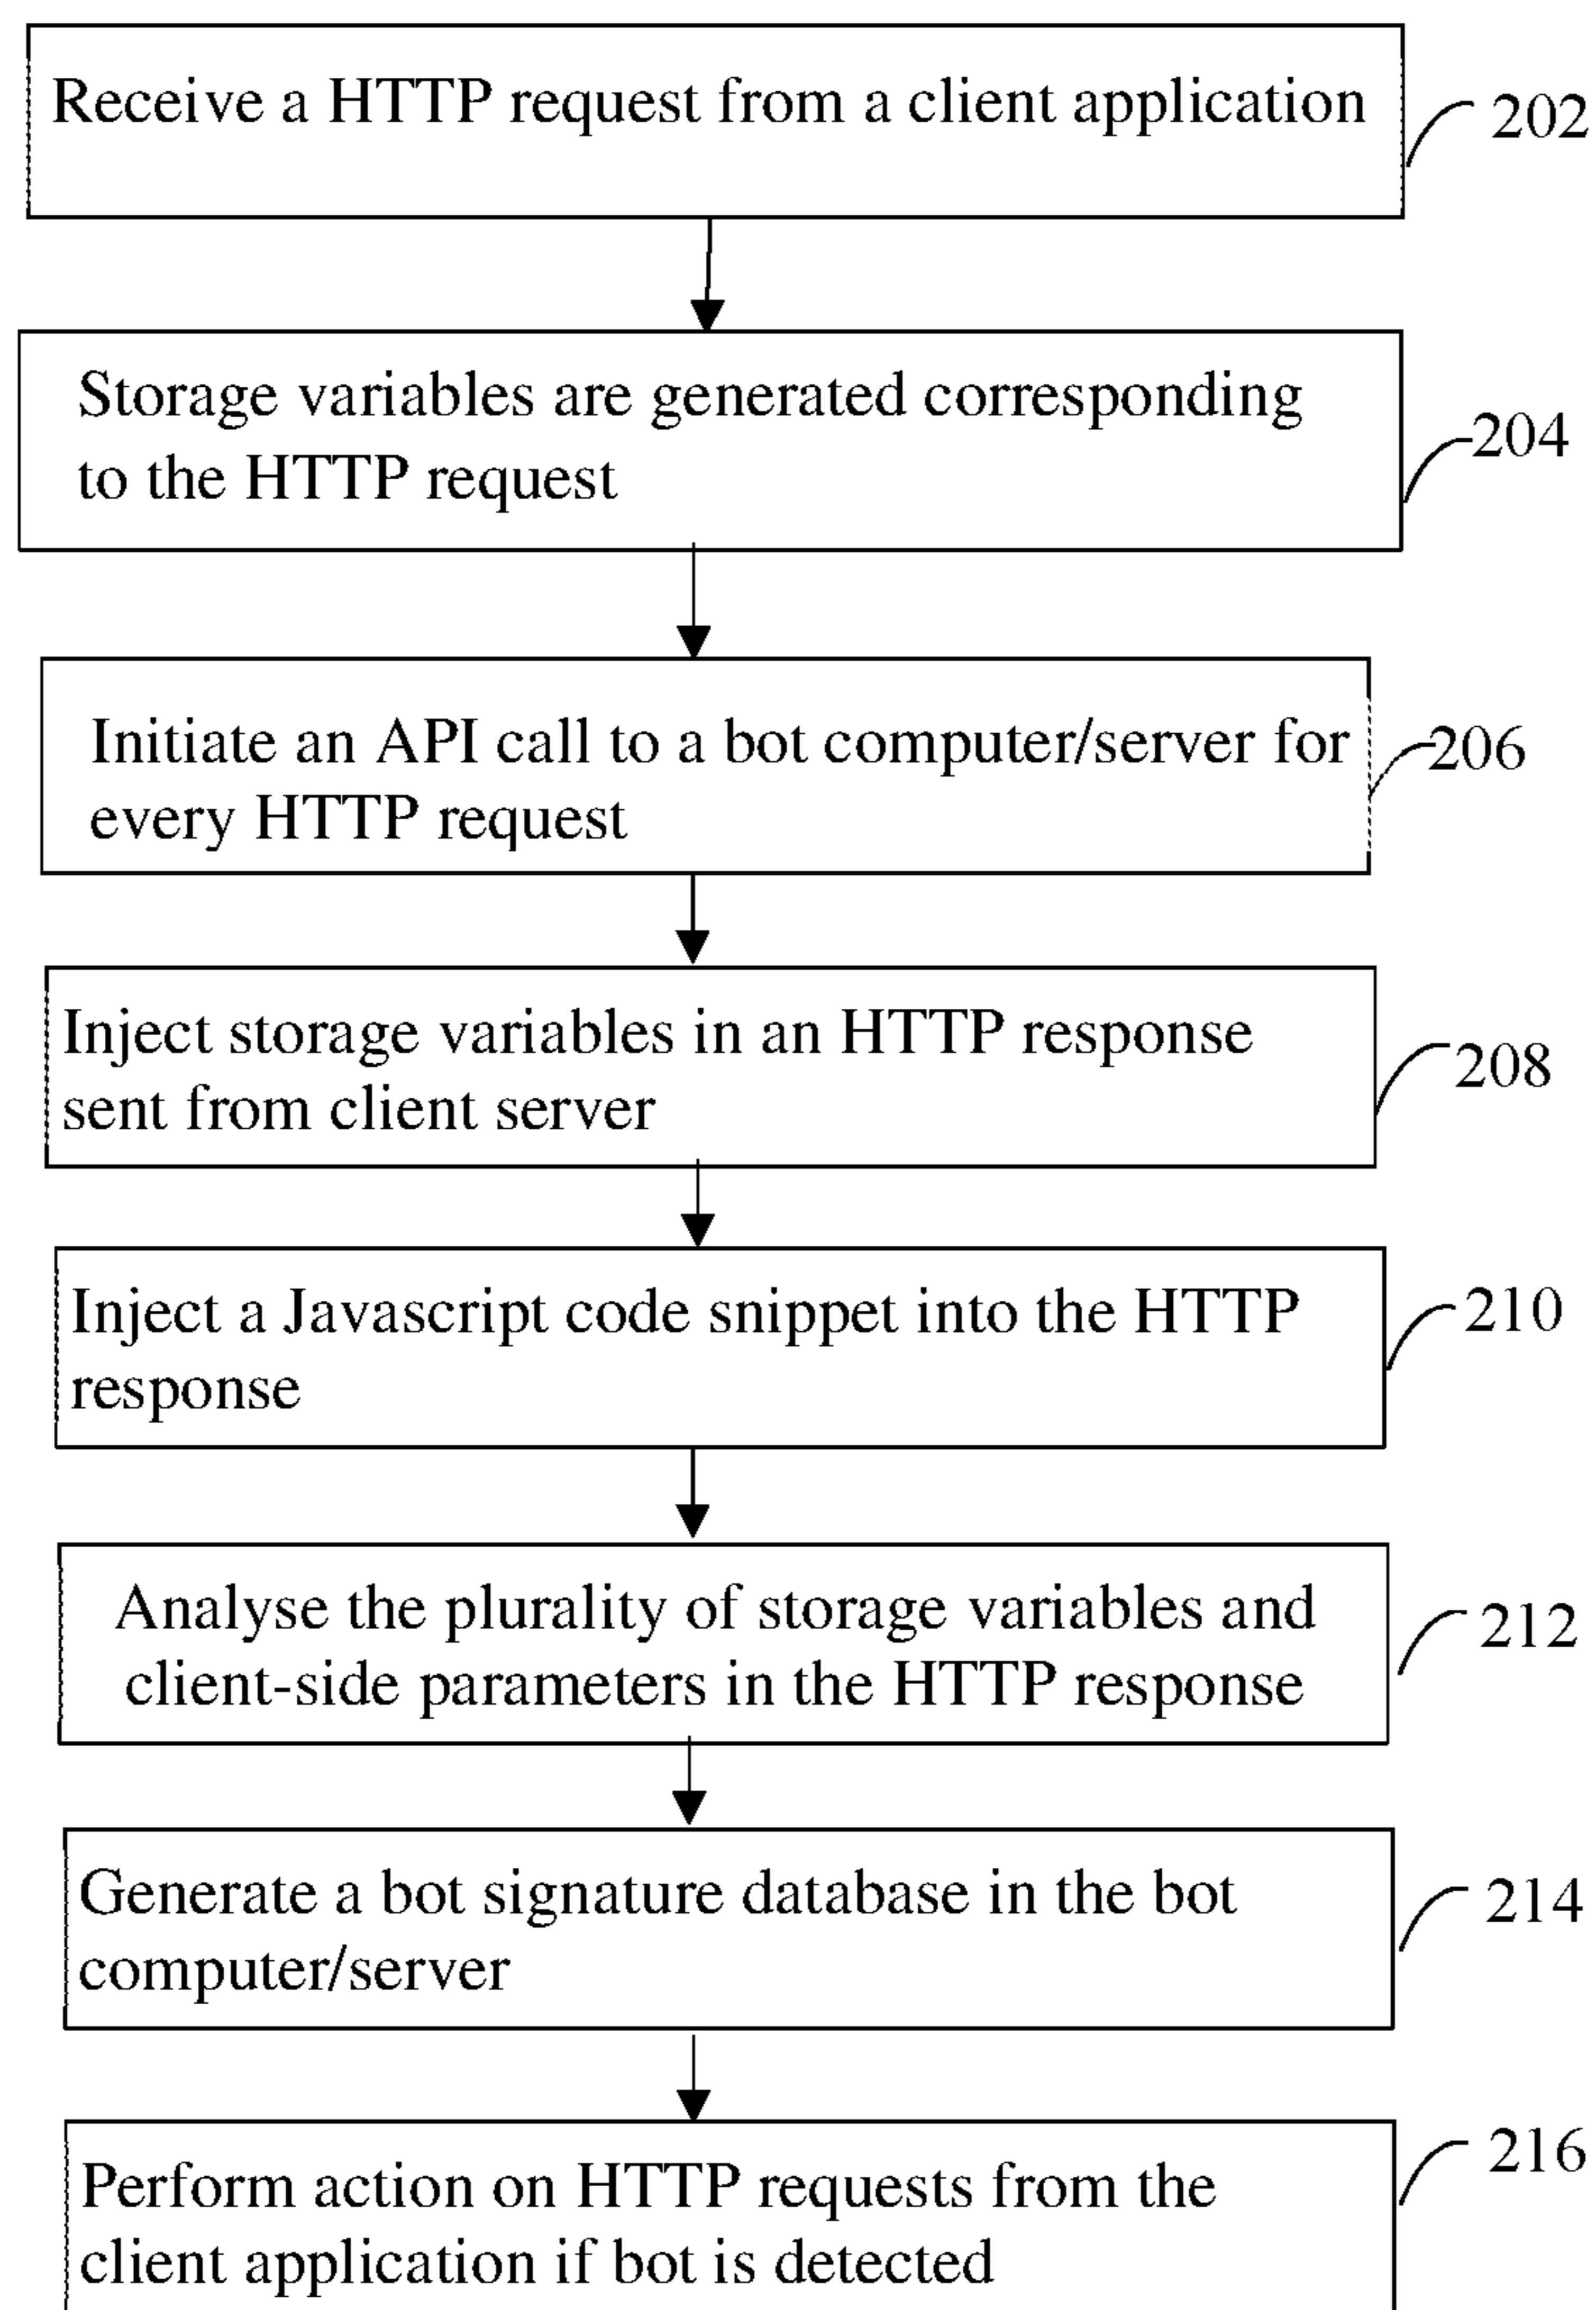 Receive a HTTP request from a client application
202
Storage variables are generated corresponding
to the HTTP request
204
Initiate an API call to a bot computer/server for
every HTTP request
206
Inject storage variables in an HTTP response
sent from client server
208
Inject a Javascript code snippet into the HTTP
response
210
Analyse the plurality of storage variables and
client-side parameters in the HTTP response
212
Generate a bot signature database in the bot
computer/server
214
Perform action on HTTP requests from the
client application if bot is detected
216